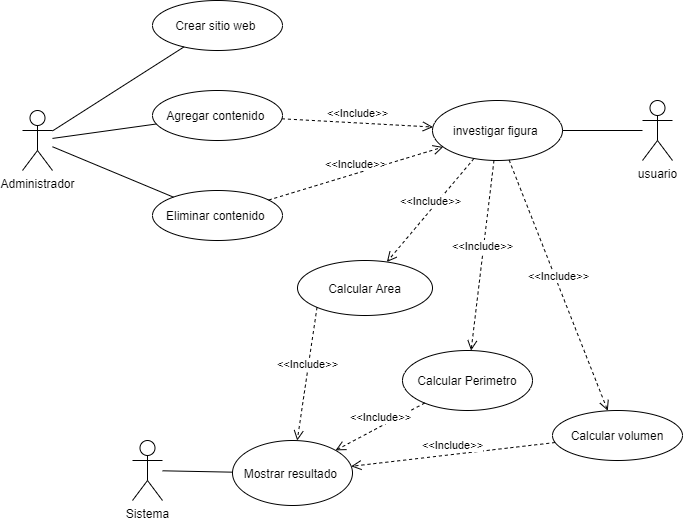 Crear sitio web
Agregar contenido
<<Include>>
investigar figura
Administrador
usuario
<<Include>>
Eliminar contenido
<<Include>>
<<Include>>
<<Include>>
Calcular Area
<<Include>>
Calcular Perimetro
<<Include>>
Calcular volumen
<<Include>>
Mostrar resultado
Sistema